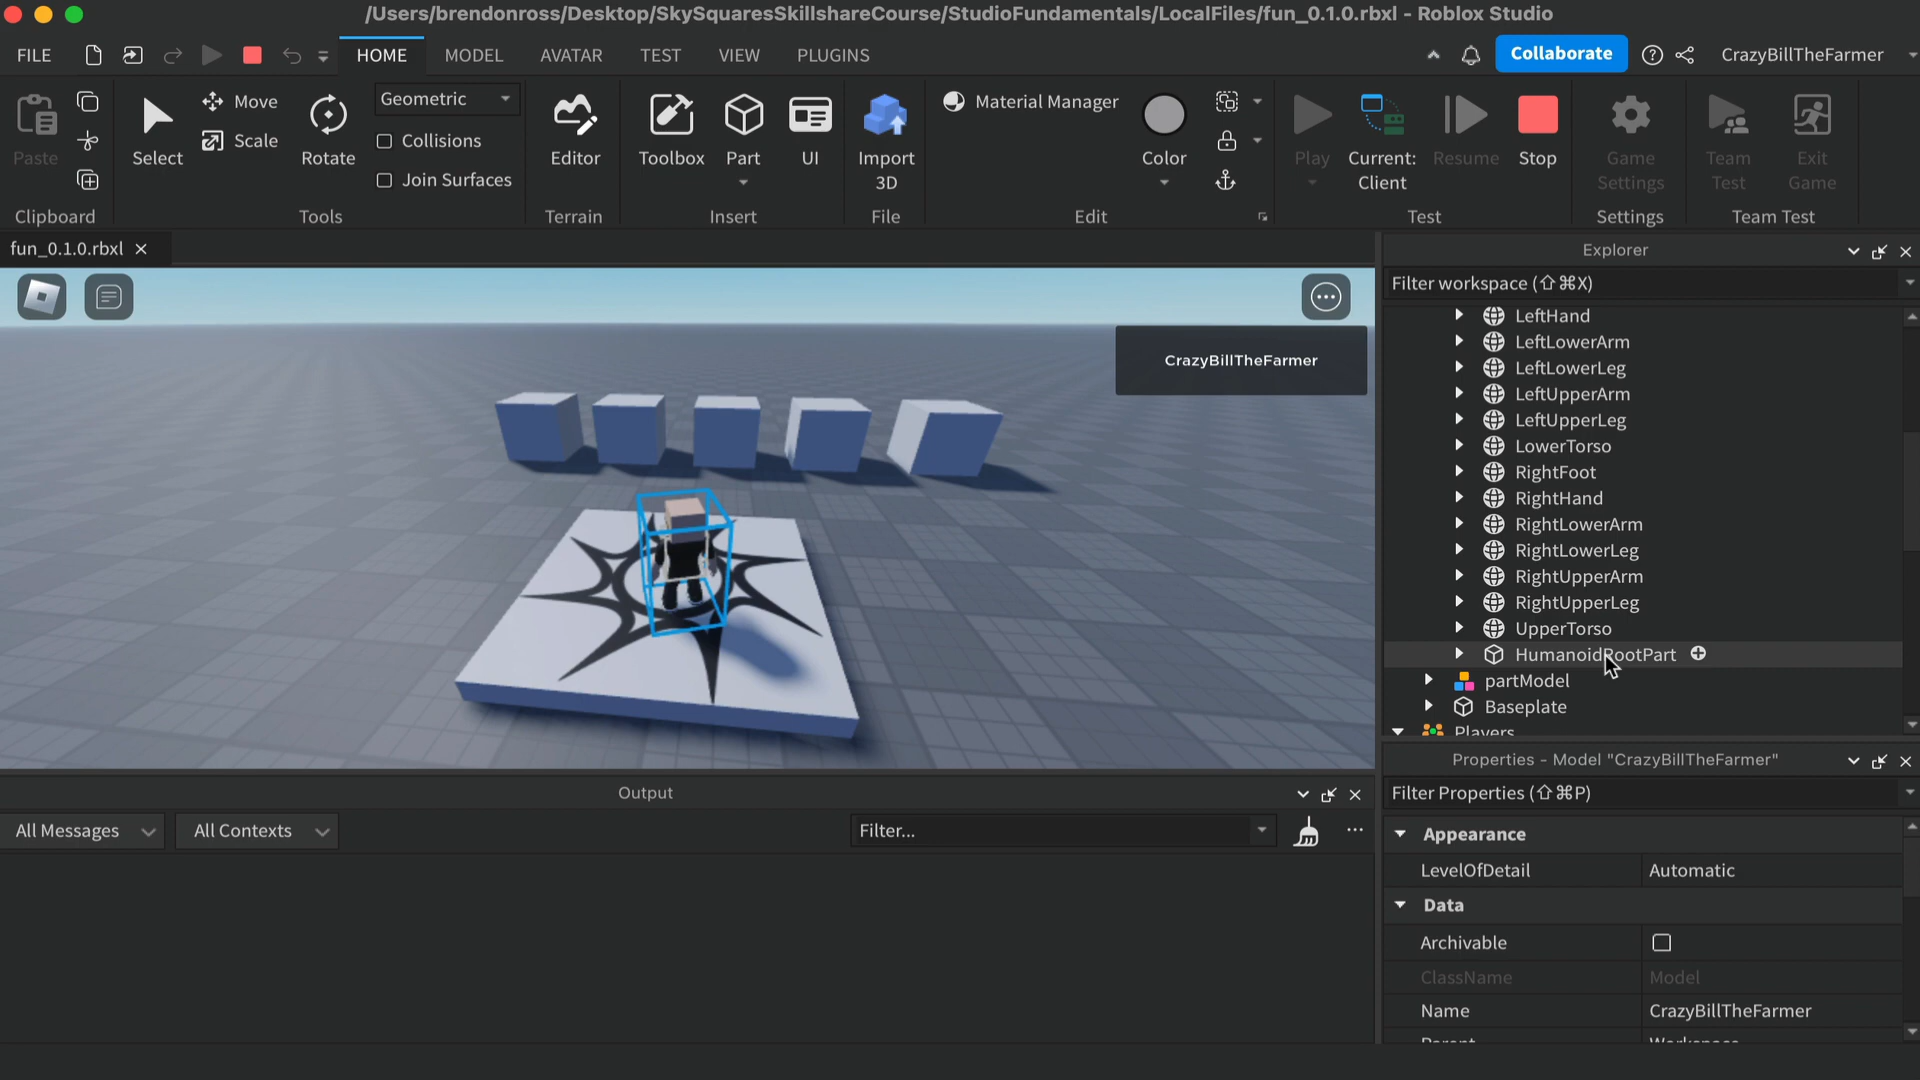 /Users/brendonross/Desktop/SkySquaresSkillshareCourse/StudioFundamentals/LocalFiles/fun_0.1.0.rbxl - Roblox Studio
FILE HOME MODEL AVATAR TEST VIEW PLUGINS Collaborate CrazyBillTheFarmer
Paste Select Move Scale Rotate Geometric
Collisions
Join Surfaces
Editor Toolbox Part UI Import 3D Material Manager Color Play Current: Client Resume Stop Game Settings Team Test Exit Game
Clipboard Tools Terrain Insert File Edit Test Settings Team Test
fun_0.1.0.rbxl
Explorer
Filter workspace (⇧⌘X)
CrazyBillTheFarmer
LeftHand
LeftLowerArm
LeftLowerLeg
LeftUpperArm
LeftUpperLeg
LowerTorso
RightFoot
RightHand
RightLowerArm
RightLowerLeg
RightUpperArm
RightUpperLeg
UpperTorso
HumanoidRootPart
partModel
Baseplate
Players
Properties - Model "CrazyBillTheFarmer"
Filter Properties (⇧⌘P)
Appearance
LevelOfDetail Automatic
Data
Archivable
ClassName Model
Name CrazyBillTheFarmer
Parent Workspace
Output
All Messages All Contexts Filter...